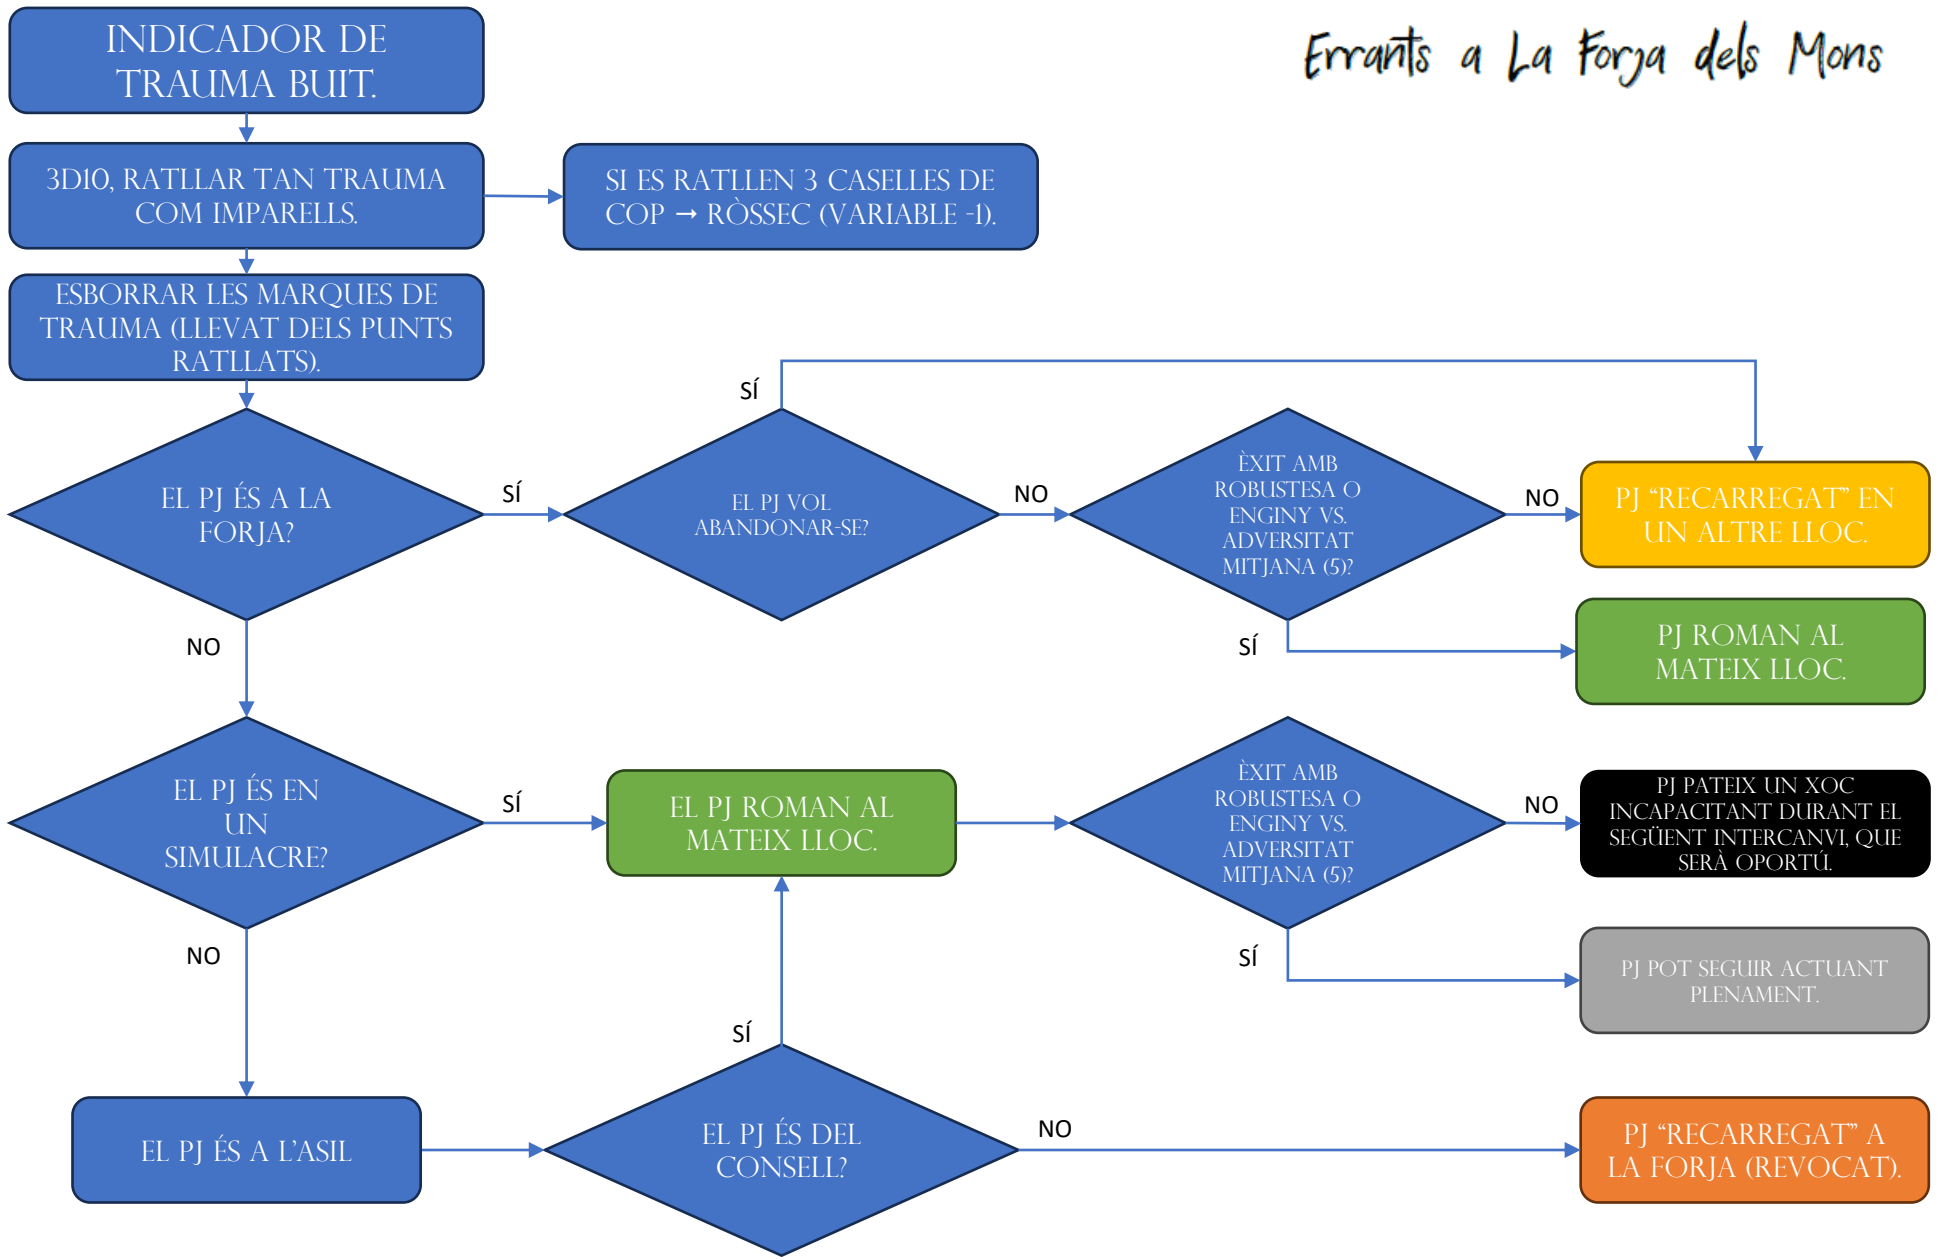 INDICADOR DE
TRAUMA BUIT.
Errants a La Forja dels Mons
3D10, RATLLAR TAN TRAUMA
COM IMPARELLS.
SI ES RATLLEN 3 CASELLES DE
COP → RÒSSEC (VARIABLE -1).
ESBORRAR LES MARQUES DE
TRAUMA (LLEVAT DELS PUNTS
RATLLATS).
EL PJ ÉS A LA
FORJA?
SÍ
SÍ
EL PJ VOL
ABANDONAR-SE?
NO
ÈXIT AMB
ROBUSTESA O
ENGINY VS.
ADVERSITAT
MITJANA (5)?
NO
PJ “RECARREGAT” EN
UN ALTRE LLOC.
SÍ
PJ ROMAN AL
MATEIX LLOC.
NO
EL PJ ÉS EN
UN
SIMULACRE?
SÍ
EL PJ ROMAN AL
MATEIX LLOC.
ÈXIT AMB
ROBUSTESA O
ENGINY VS.
ADVERSITAT
MITJANA (5)?
NO
PJ PATEIX UN XOC
INCAPACITANT DURANT EL
SEGÜENT INTERCANVI, QUE
SERÀ OPORTÚ.
SÍ
PJ POT SEGUIR ACTUANT
PLENAMENT.
NO
EL PJ ÉS A L’ASIL
SÍ
EL PJ ÉS DEL
CONSELL?
NO
PJ “RECARREGAT” A
LA FORJA (REVOCAT).